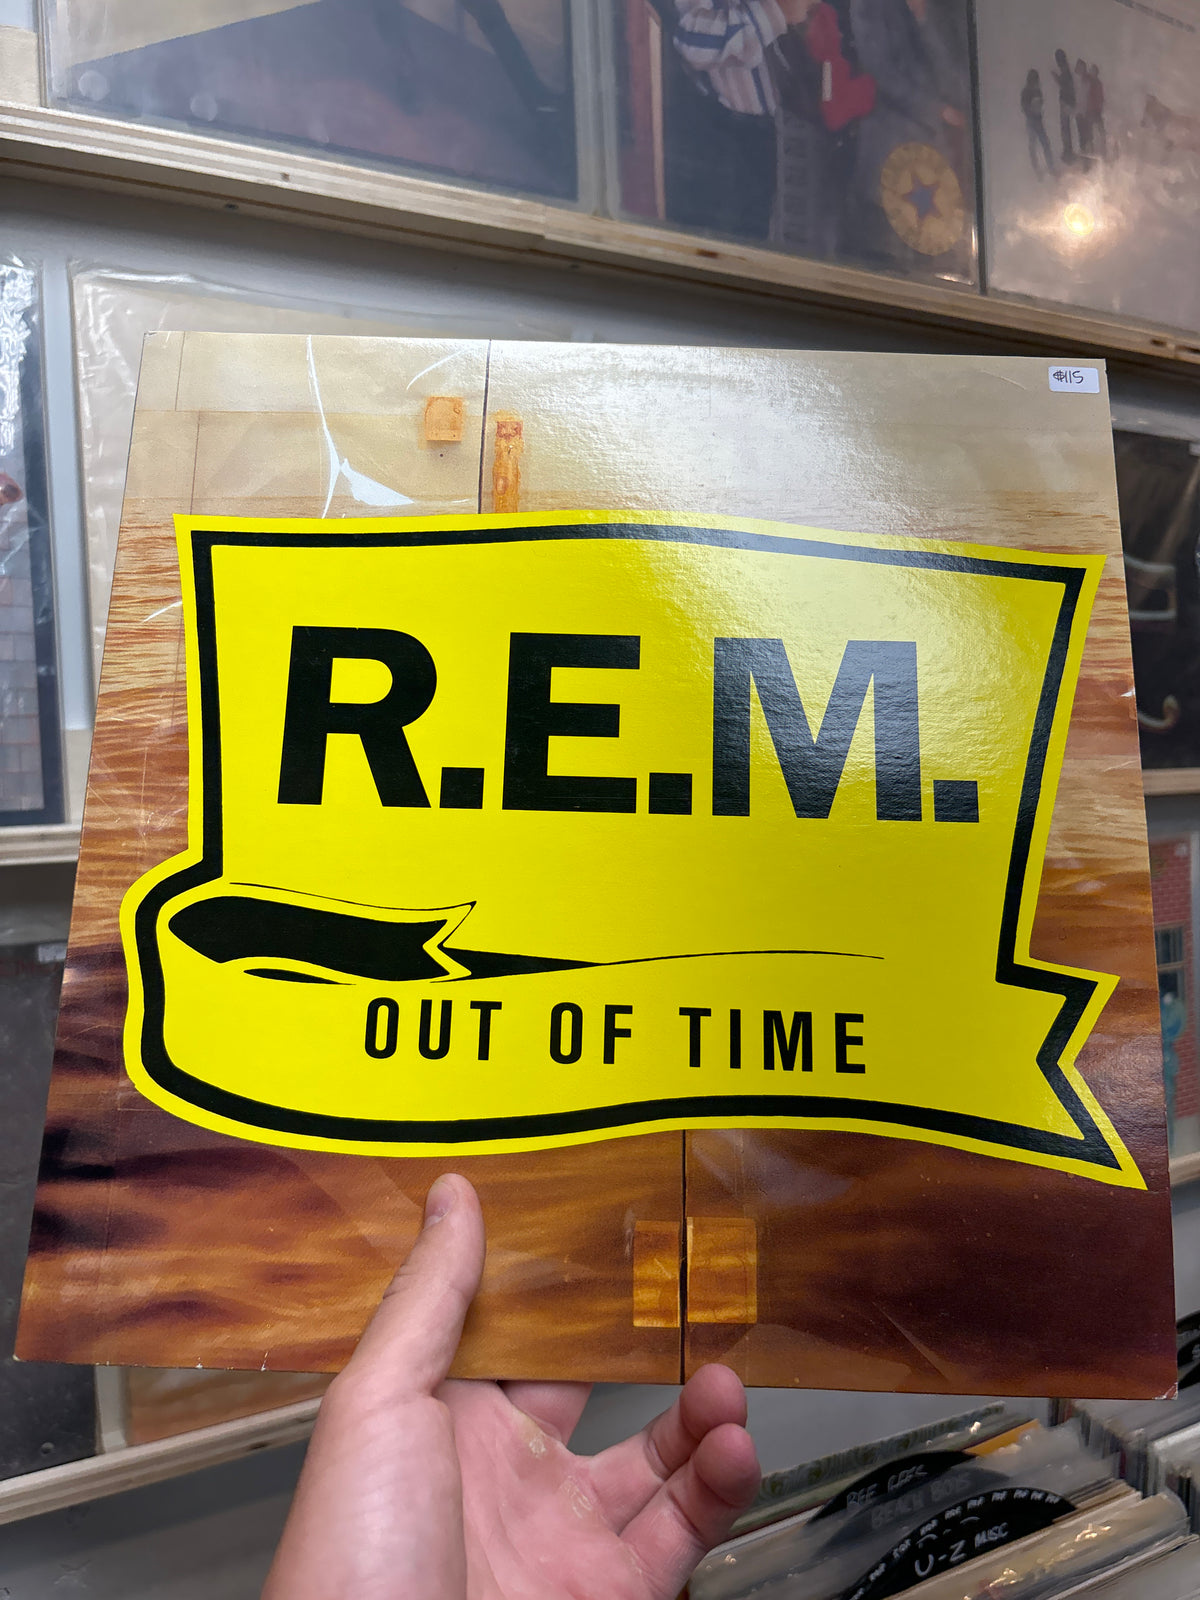 $115
R.E.M.
OUT OF TIME
BEE GEES
BEACH BOYS
U-Z MISC